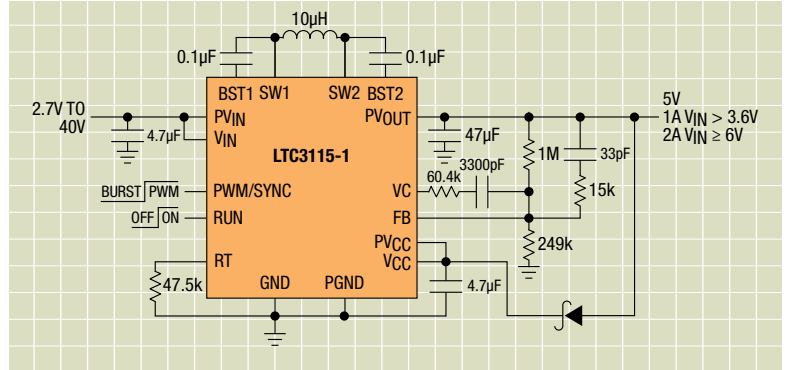 10µH
0.1µF
0.1µF
BST1 SW1
SW2 BST2
2.7V TO
40V
4.7µF
PVIN
VIN
PVOUT
47µF
5V
1A VIN > 3.6V
2A VIN ≥ 6V
LTC3115-1
3300pF
1M
33pF
60.4k
15k
BURST PWM
PWM/SYNC
VC
OFF ON
RUN
FB
249k
PVCC
VCC
RT
47.5k
GND
PGND
4.7µF